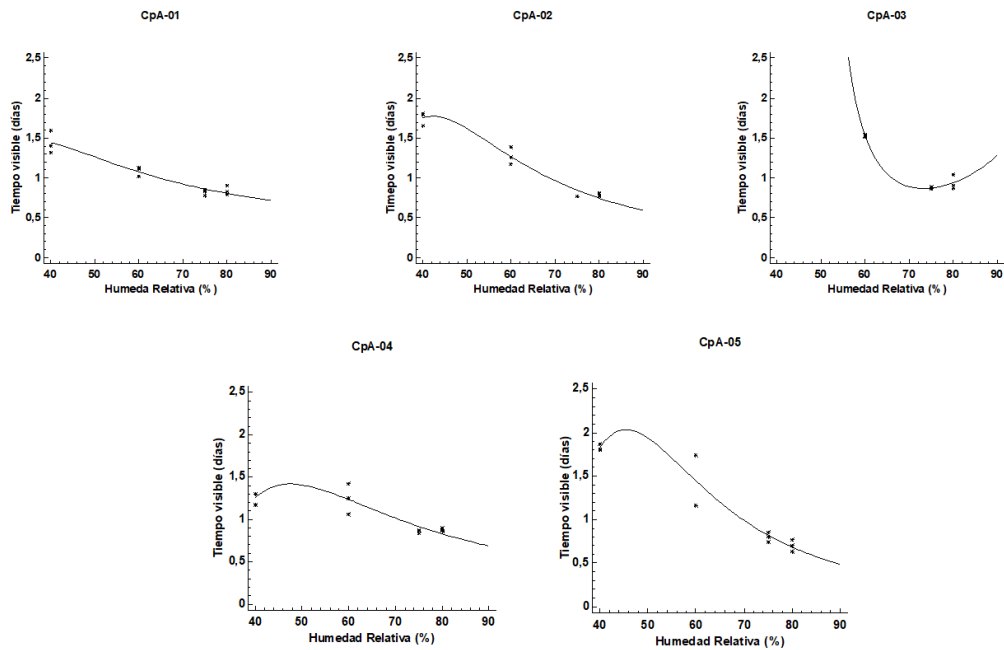 CpA-01
2,5
2
1,5
1
0,5
0
Tiempo visible (días)
40 50 60 70 80 90
Humeda Relativa (%)
CpA-02
2,5
2
1,5
1
0,5
0
Timepo visible (días)
40 50 60 70 80 90
Humedad Relativa (%)
CpA-03
2,5
2
1,5
1
0,5
0
Tiempo visible (días)
40 50 60 70 80 90
Humedad Relativa (%)
CpA-04
2,5
2
1,5
1
0,5
0
Tiempo visible (días)
40 50 60 70 80 90
Humedad Relativa (%)
CpA-05
2,5
2
1,5
1
0,5
0
Tiempo visible (días)
40 50 60 70 80 90
Humedad Relativa (%)